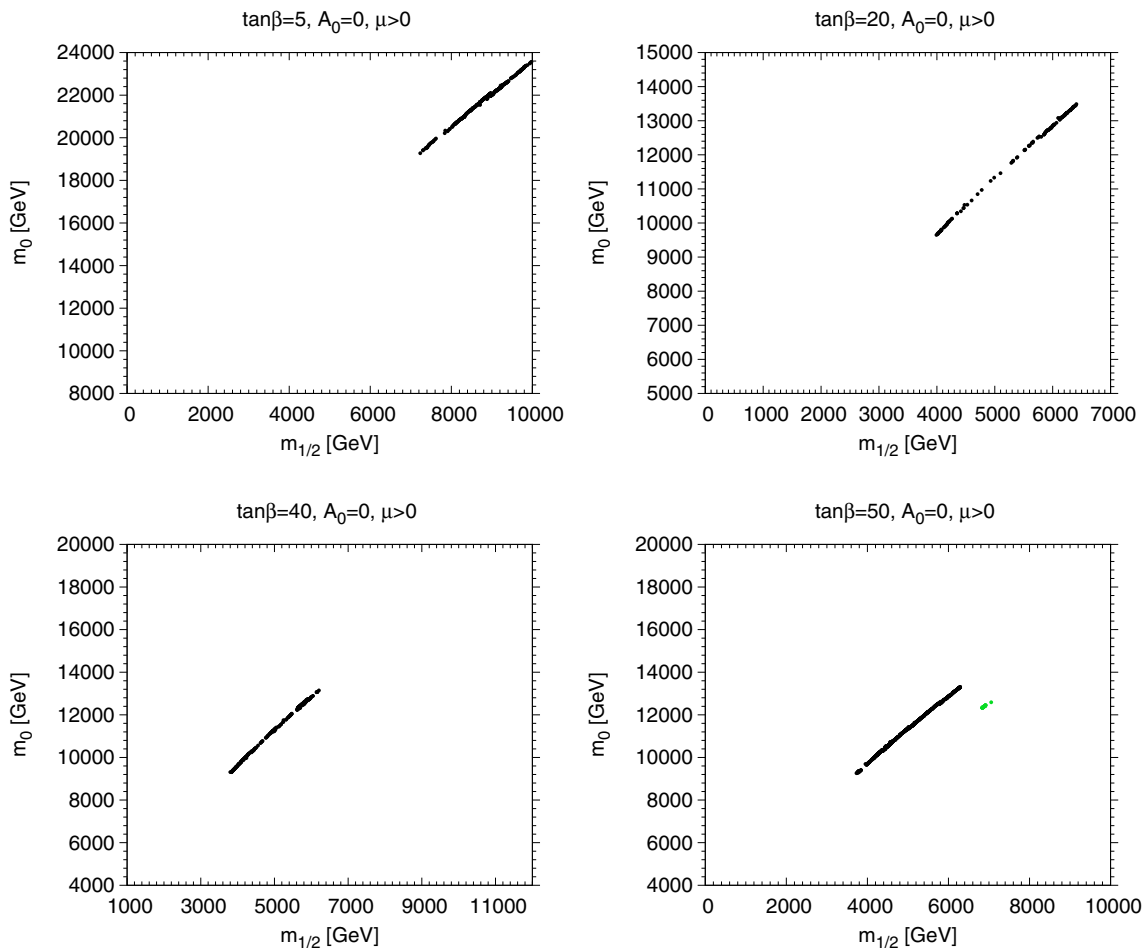 tanβ=5, A0=0, μ>0
24000
22000
20000
18000
16000
14000
12000
10000
8000
m0 [GeV]
0 2000 4000 6000 8000 10000
m1/2 [GeV]
tanβ=20, A0=0, μ>0
15000
14000
13000
12000
11000
10000
9000
8000
7000
6000
5000
m0 [GeV]
0 1000 2000 3000 4000 5000 6000 7000
m1/2 [GeV]
tanβ=40, A0=0, μ>0
20000
18000
16000
14000
12000
10000
8000
6000
4000
m0 [GeV]
1000 3000 5000 7000 9000 11000
m1/2 [GeV]
tanβ=50, A0=0, μ>0
20000
18000
16000
14000
12000
10000
8000
6000
4000
m0 [GeV]
0 2000 4000 6000 8000 10000
m1/2 [GeV]